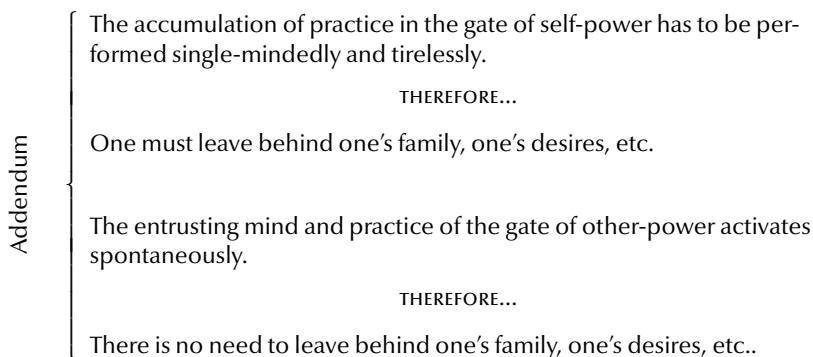 Addendum
The accumulation of practice in the gate of self-power has to be per-
formed single-mindedly and tirelessly.
THEREFORE...
One must leave behind one’s family, one’s desires, etc.
The entrusting mind and practice of the gate of other-power activates
spontaneously.
THEREFORE...
There is no need to leave behind one’s family, one’s desires, etc..